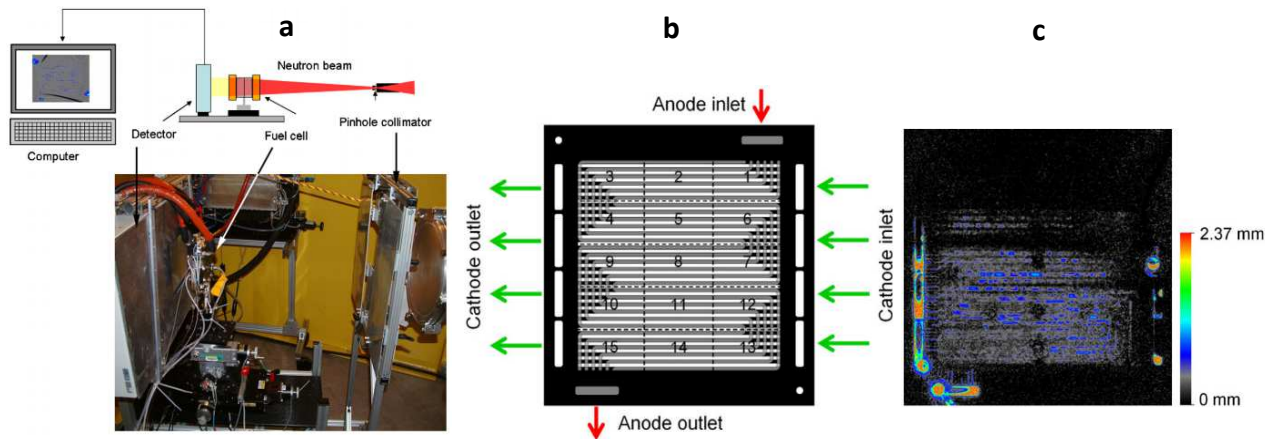 a
Neutron beam
Detector
Fuel cell
Pinhole collimator
Computer
b
Anode inlet
Cathode outlet
3 2 1
4 5 6
9 8 7
10 11 12
15 14 13
Cathode inlet
Anode outlet
c
2.37 mm
0 mm